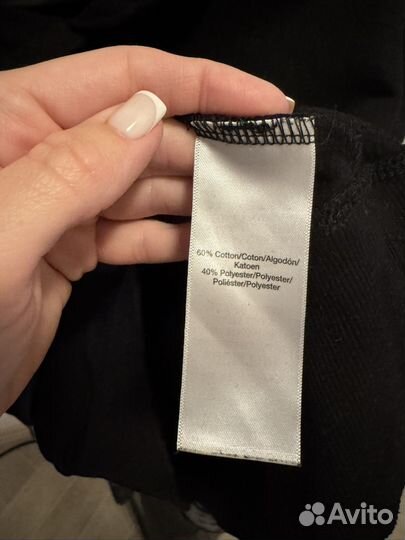 60% Cotton/Coton/Algodón/
Katoen
40% Polyester/Polyester/
Poliéster/Polyester
Avito